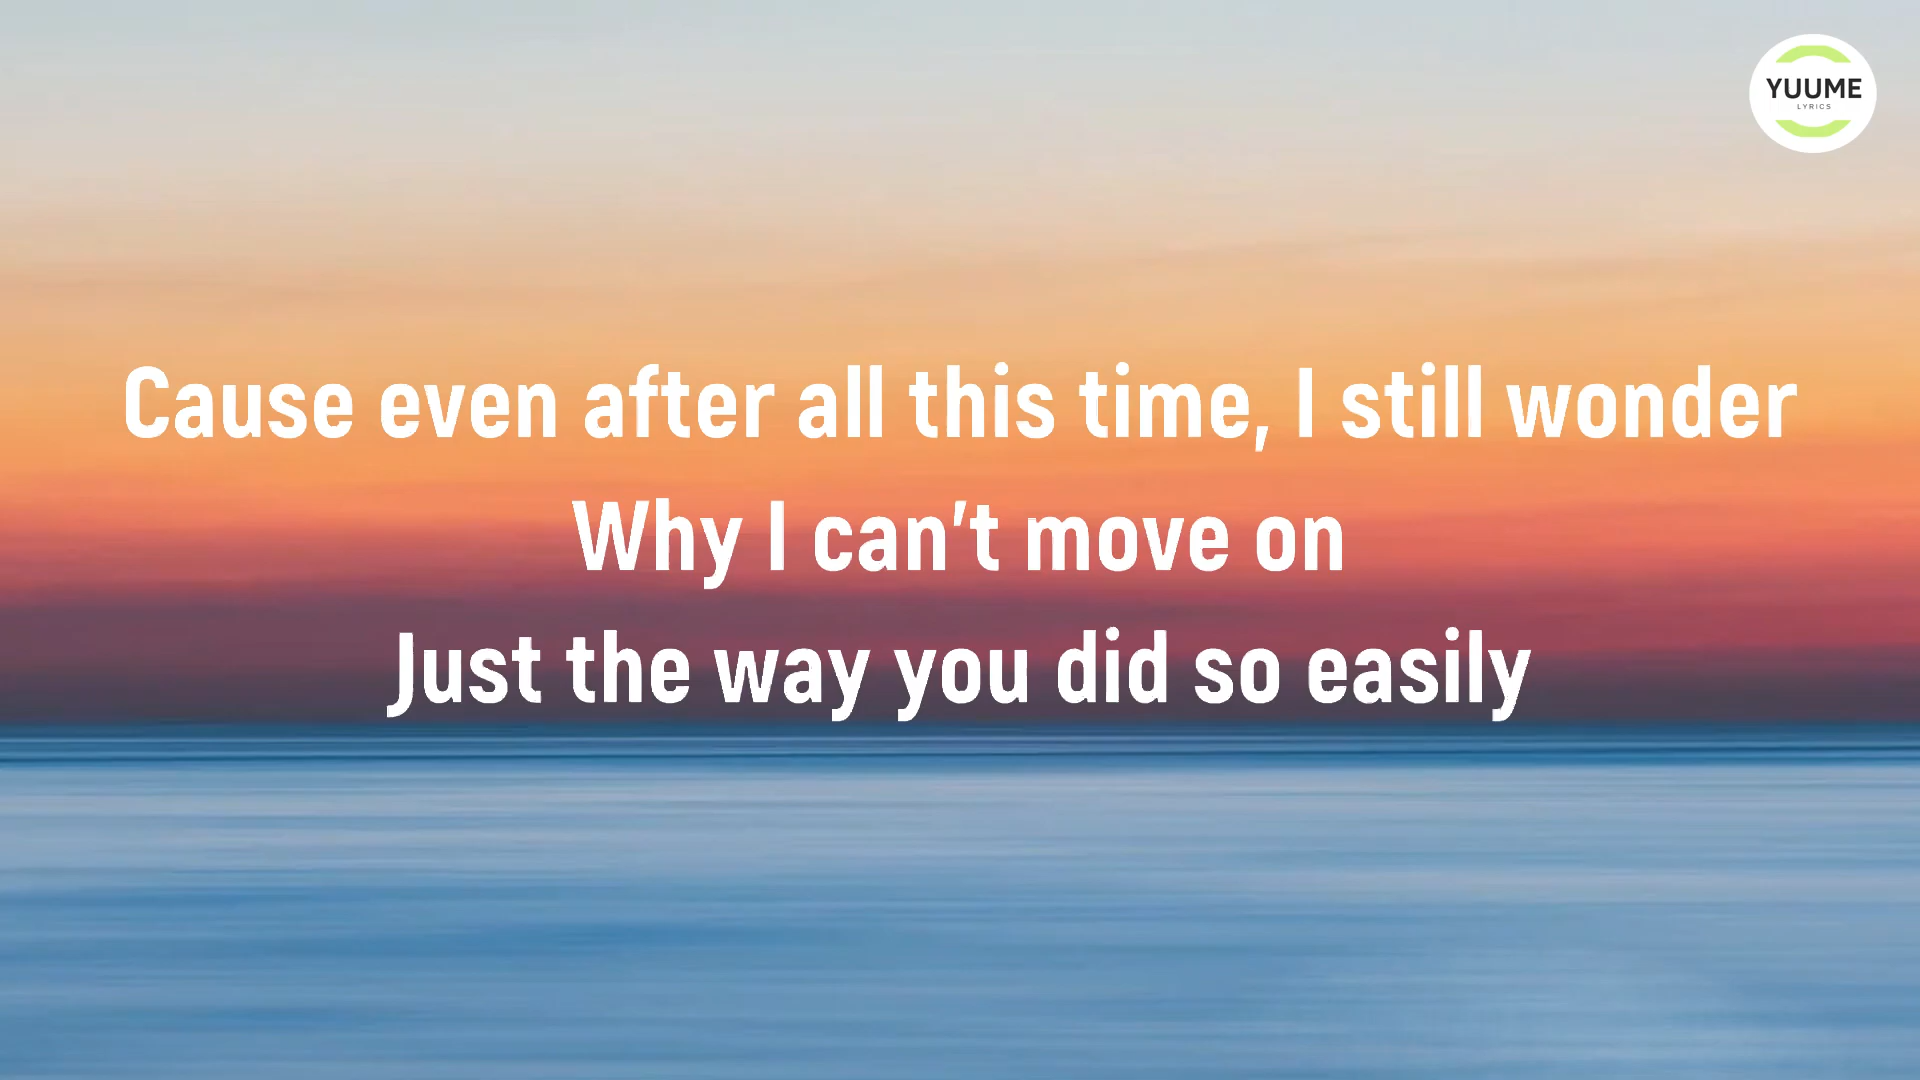 YUUME
LYRICS
Cause even after all this time, I still wonder
Why I can't move on
Just the way you did so easily